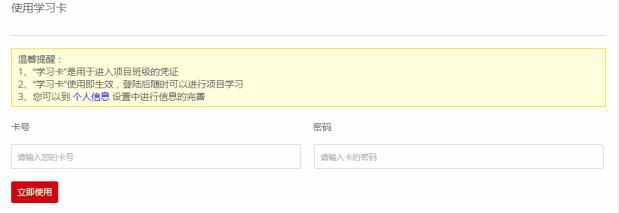 使用学习卡
温馨提醒：
1、“学习卡”是用于进入项目班级的凭证
2、“学习卡”使用即生效，登陆后随时可以进行项目学习
3、您可以到 个人信息 设置中进行信息的完善
卡号
密码
请输入您的卡号
请输入卡的密码
立即使用